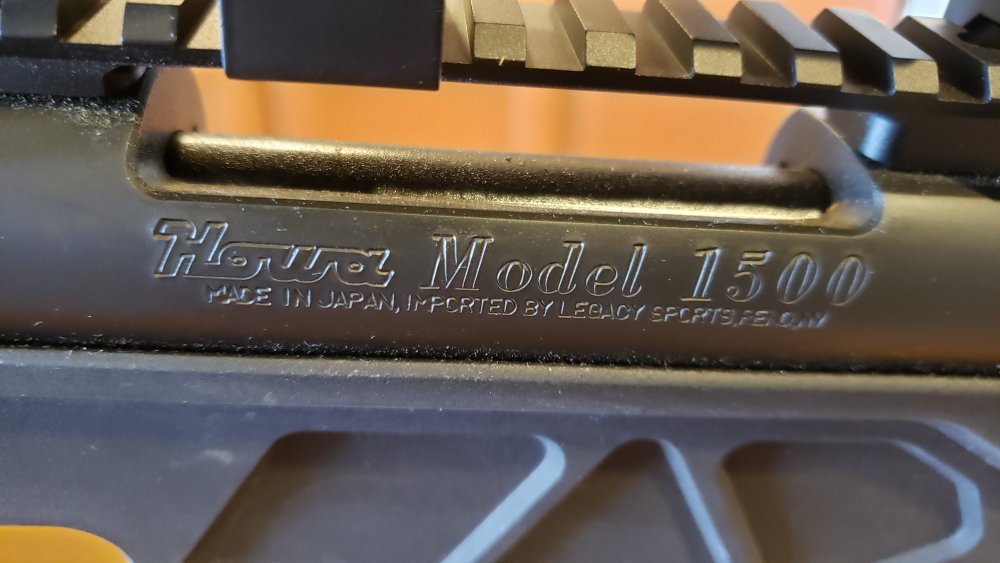 Howa Model 1500
MADE IN JAPAN, IMPORTED BY LEGACY SPORTS, RENO, NV